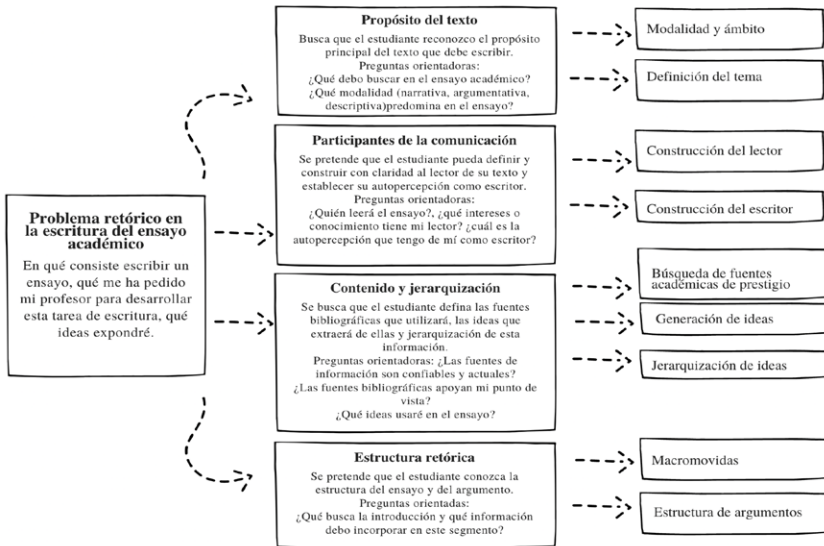 Problema retórico en
la escritura del ensayo
académico
En qué consiste escribir un
ensayo, qué me ha pedido
mi profesor para desarrollar
esta tarea de escritura, qué
ideas expondré.
Propósito del texto
Busca que el estudiante reconozco el propósito
principal del texto que debe escribir.
Preguntas orientadoras:
¿Qué debo buscar en el ensayo académico?
¿Qué modalidad (narrativa, argumentativa,
descriptiva)predomina en el ensayo?
Modalidad y ámbito
Definición del tema
Participantes de la comunicación
Se pretende que el estudiante pueda definir y
construir con claridad al lector de su texto y
establecer su autopercepción como escritor.
Preguntas orientadoras:
¿Quién leerá el ensayo?, ¿qué intereses o
conocimiento tiene mi lector? ¿cuál es la
autopercepción que tengo de mí como escritor?
Construcción del lector
Construcción del escritor
Contenido y jerarquización
Se busca que el estudiante defina las fuentes
bibliográficas que utilizará, las ideas que
extraerá de ellas y jerarquización de esta
información.
Preguntas orientadoras: ¿Las fuentes de
información son confiables y actuales?
¿Las fuentes bibliográficas apoyan mi punto de
vista?
¿Qué ideas usaré en el ensayo?
Búsqueda de fuentes
académicas de prestigio
Generación de ideas
Jerarquización de ideas
Estructura retórica
Se pretende que el estudiante conozca la
estructura del ensayo y del argumento.
Preguntas orientadas:
¿Qué busca la introducción y qué información
debo incorporar en este segmento?
Macromovidas
Estructura de argumentos